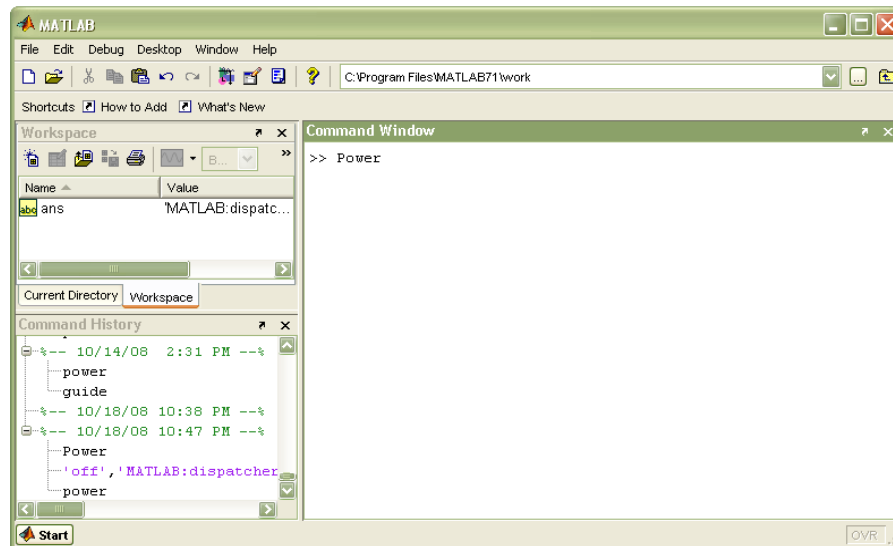 MATLAB
File Edit Debug Desktop Window Help
C:\Program Files\MATLAB71\work
...
Shortcuts How to Add What's New
Workspace
B... »
Name Value
abc ans 'MATLAB:dispatc...
Current Directory Workspace
Command History
%-- 10/14/08 2:31 PM --%
power
guide
%-- 10/18/08 10:38 PM --%
%-- 10/18/08 10:47 PM --%
Power
'off','MATLAB:dispatcher
power
Command Window
>> Power
Start
OVR